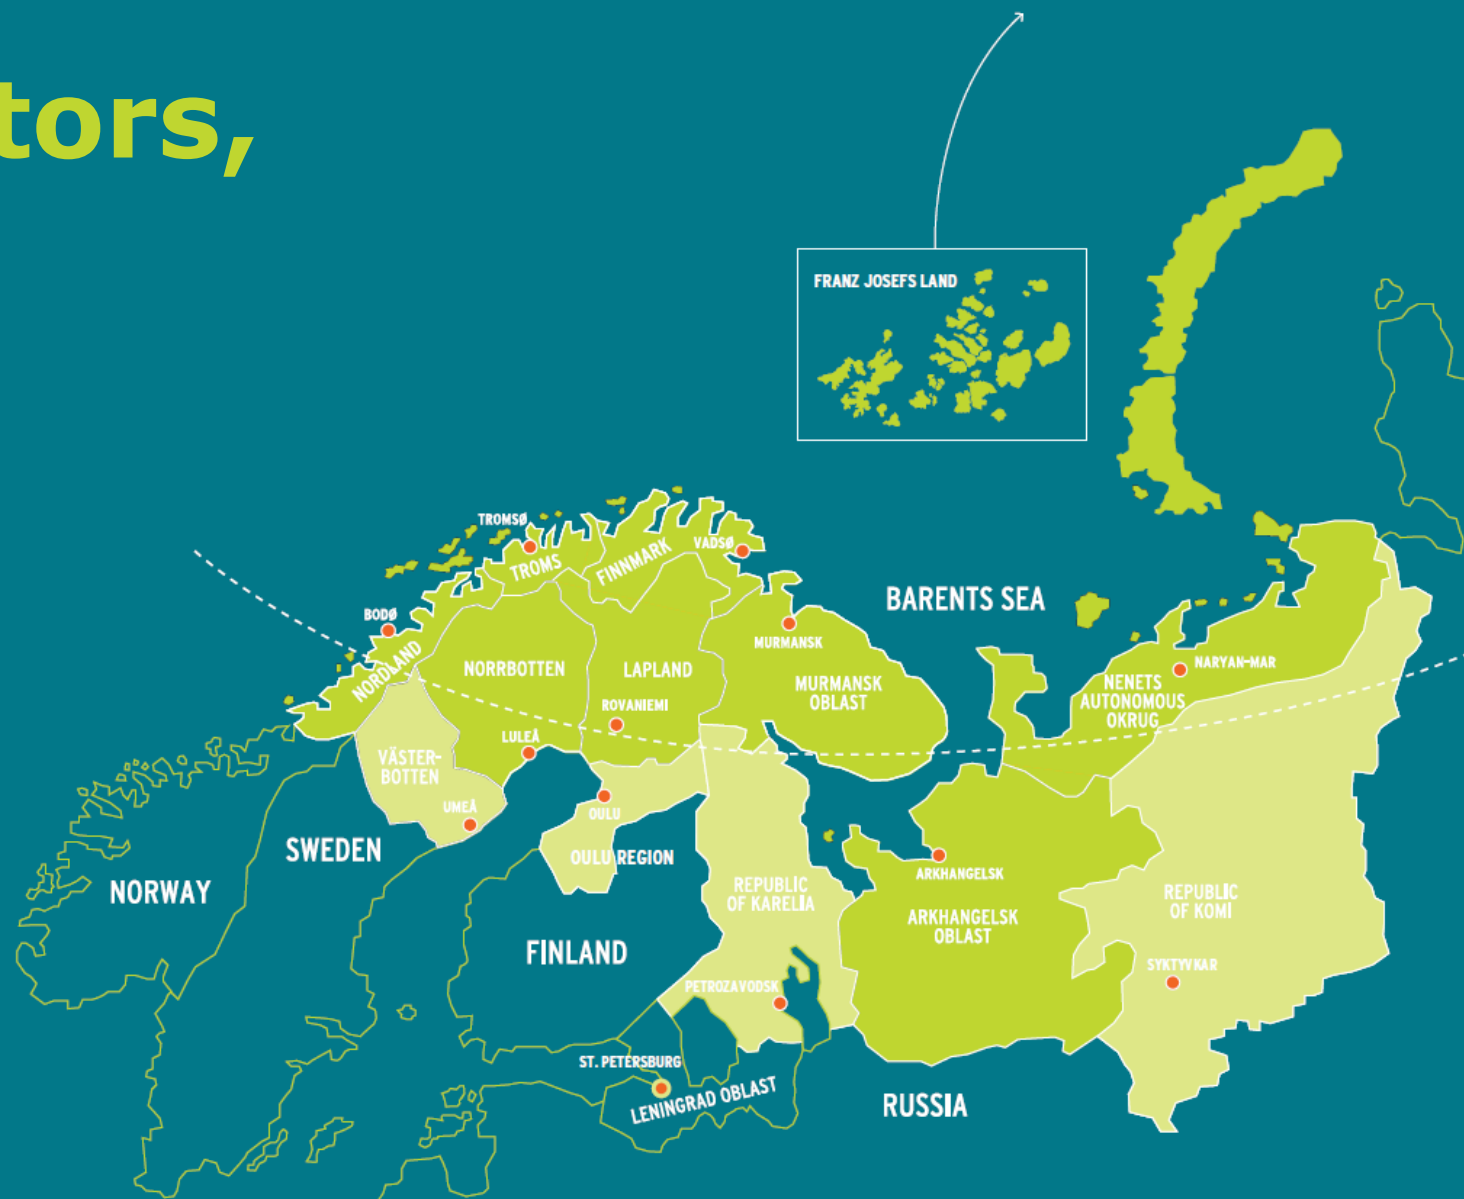 tors,
FRANZ JOSEFS LAND
TROMSØ
TROMS
FINNMARK
VADSØ
BARENTS SEA
BODØ
NORDLAND
NORRBOTTEN
LAPLAND
MURMANSK
MURMANSK
OBLAST
NARYAN-MAR
NENETS
AUTONOMOUS
OKRUG
ROVANIEMI
LULEÅ
VÄSTER-
BOTTEN
UMEÅ
OULU
OULU REGION
SWEDEN
NORWAY
FINLAND
REPUBLIC
OF KARELIA
ARKHANGELSK
ARKHANGELSK
OBLAST
REPUBLIC
OF KOMI
SYKTYVKAR
PETROZAVODSK
ST. PETERSBURG
LENINGRAD OBLAST
RUSSIA